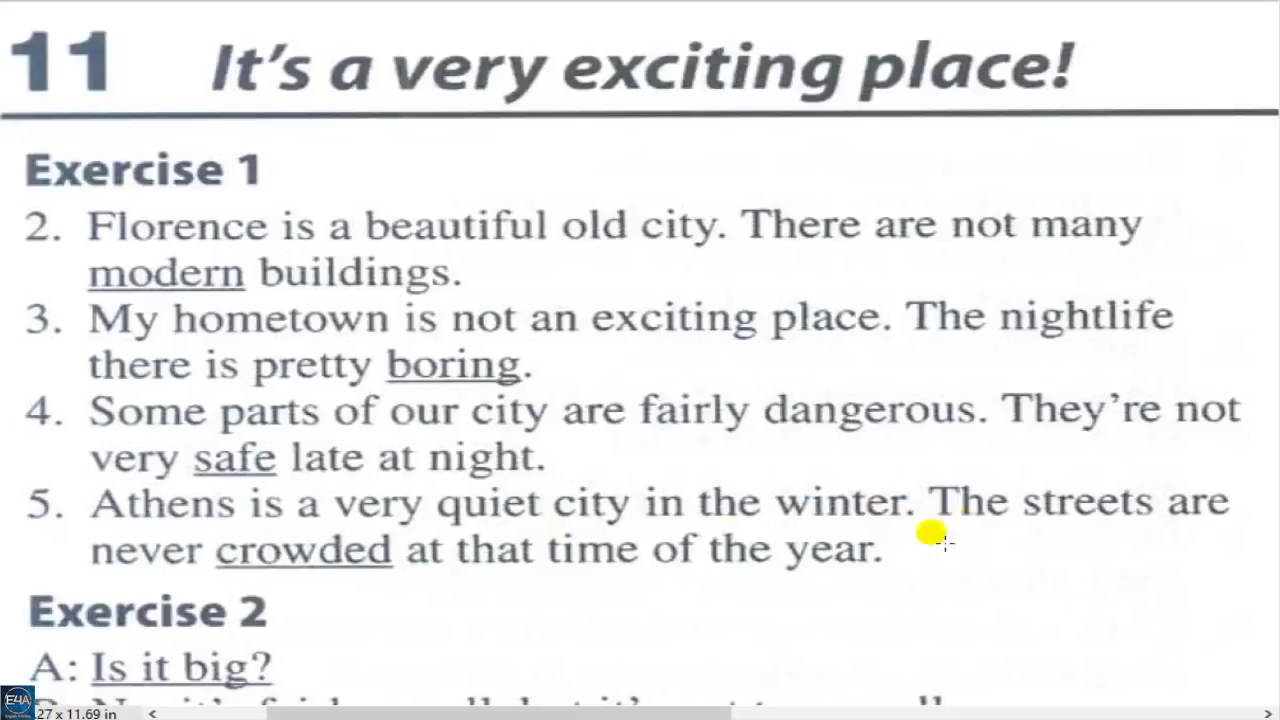 11 It's a very exciting place!
Exercise 1
2. Florence is a beautiful old city. There are not many
modern buildings.
3. My hometown is not an exciting place. The nightlife
there is pretty boring.
4. Some parts of our city are fairly dangerous. They're not
very safe late at night.
5. Athens is a very quiet city in the winter. The streets are
never crowded at that time of the year.
Exercise 2
A: Is it big?
E4A
.27 x 11.69 in